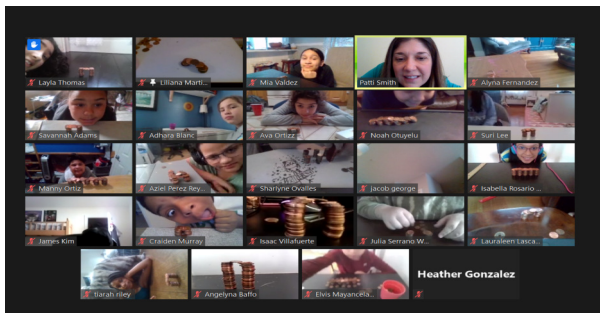 Layla Thomas
Liliana Marti...
Mia Valdez
Patti Smith
Alyna Fernandez
Savannah Adams
Adhara Blanc
Ava Ortizz
Noah Otuyelu
Suri Lee
Manny Ortiz
Aziel Perez Rey...
Sharlyne Ovalles
jacob george
Isabella Rosario ...
James Kim
Craiden Murray
Isaac Villafuerte
Julia Serrano W...
Lauraleen Lasca...
tiarah riley
Angelyna Baffo
Elvis Mayancela...
Heather Gonzalez